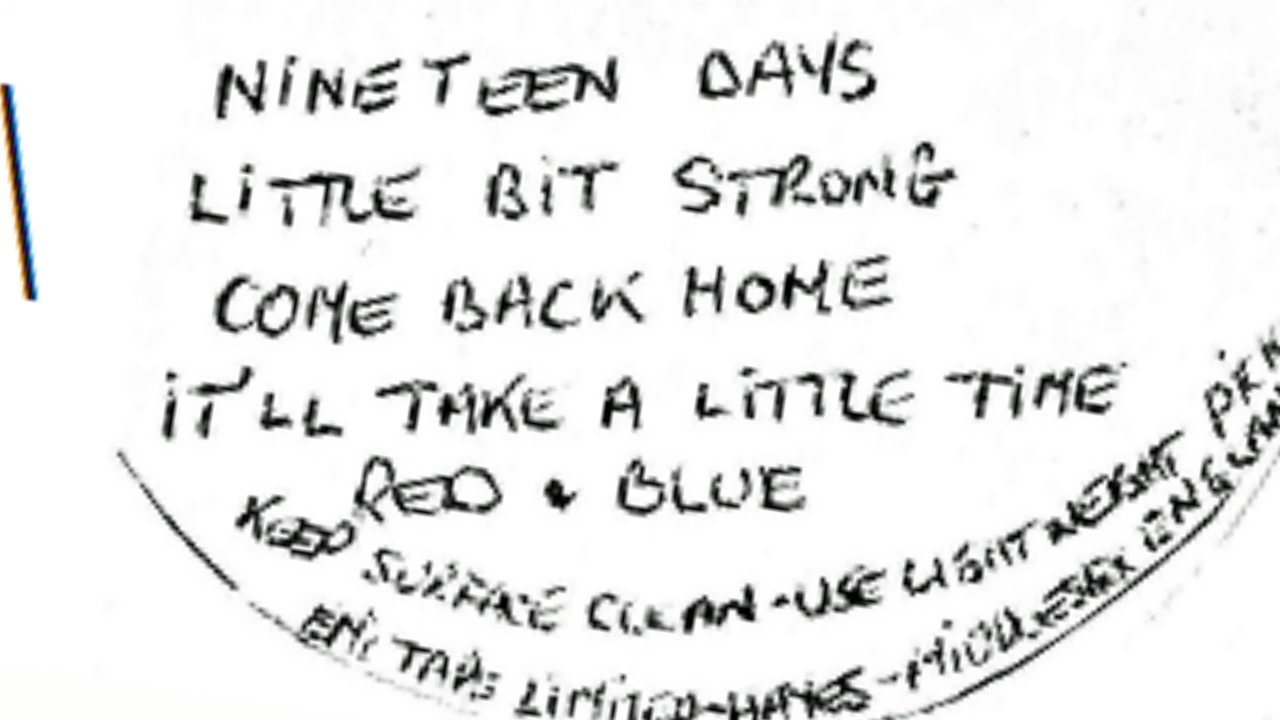 NiNETEEN DAYS
LiTTLE BiT STRONG
COME BACK HOME
iT'LL TAKE A LiTTLE TiME
RED & BLUE
KEEP SURFACE CLEAN - USE LIGHT WEIGHT
EMI TAPE LiMiTED - HAYES - MiDDLESEX ENGLAND